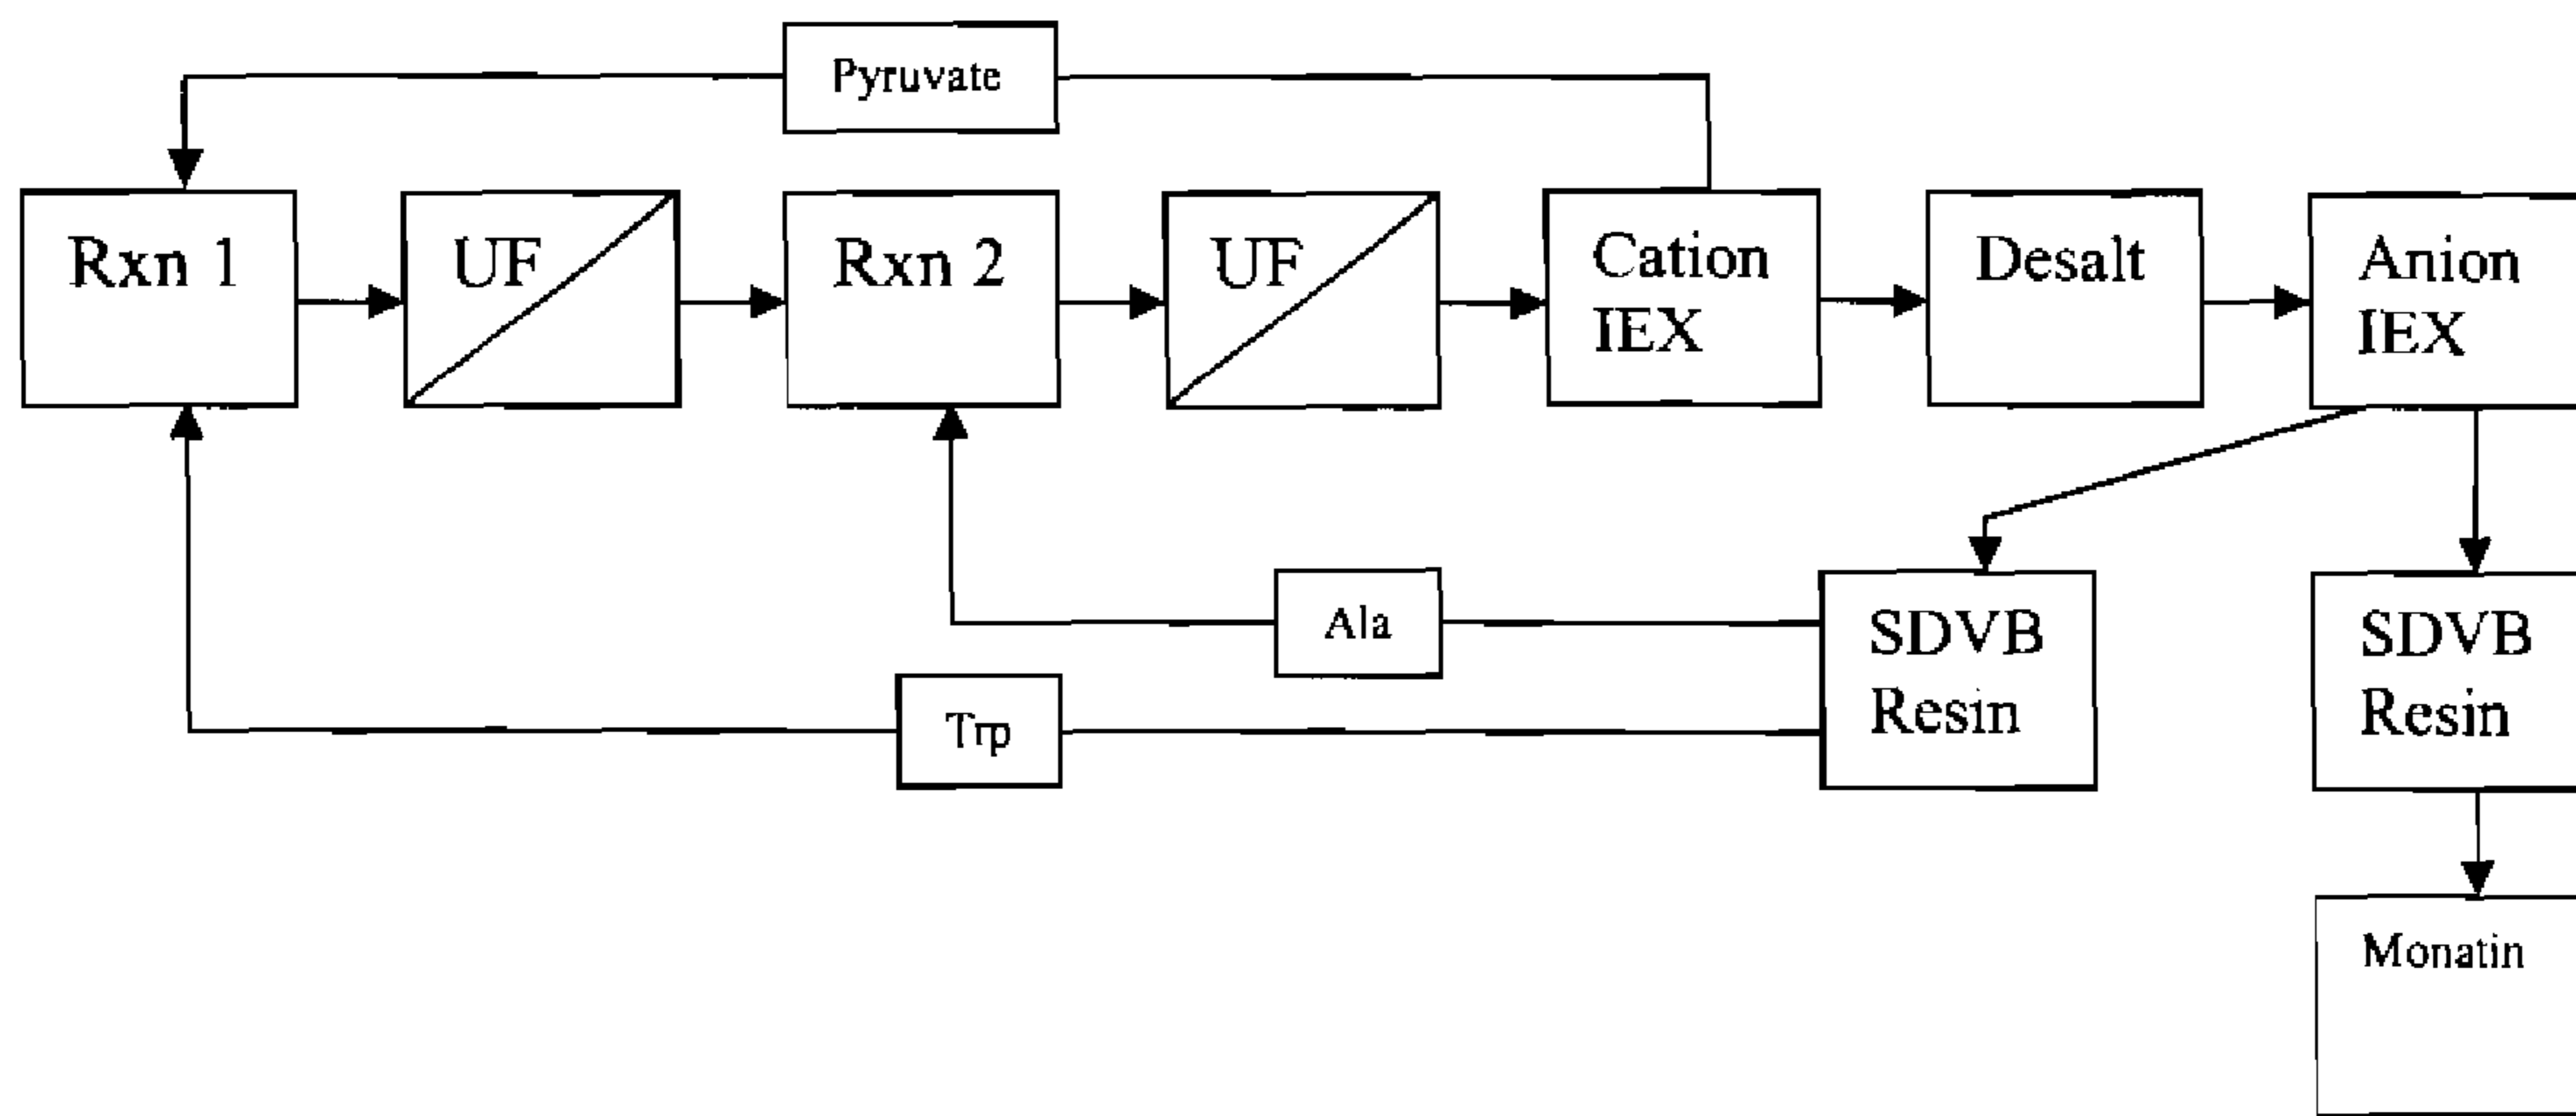 Pyruvate
Rxn 1
UF
Rxn 2
UF
Cation
IEX
Desalt
Anion
IEX
Ala
SDVB
Resin
SDVB
Resin
Trp
Monatin